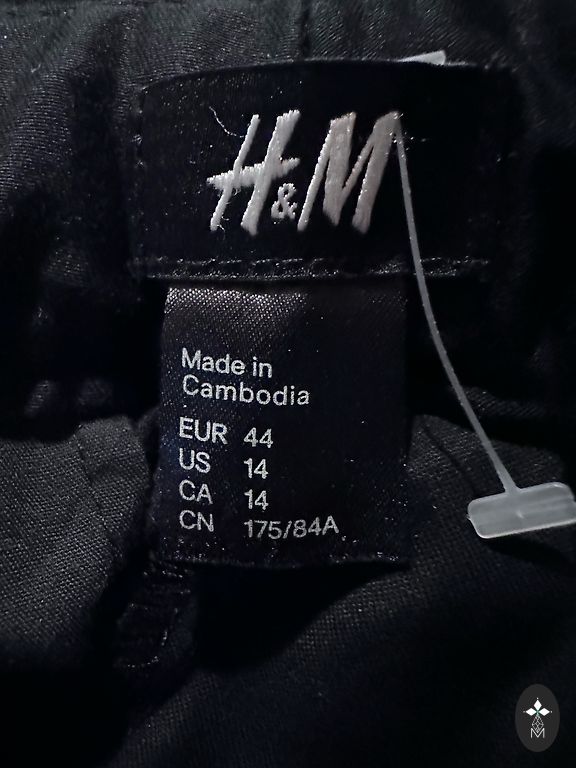 H&M
Made in
Cambodia
EUR 44
US 14
CA 14
CN 175/84A
M